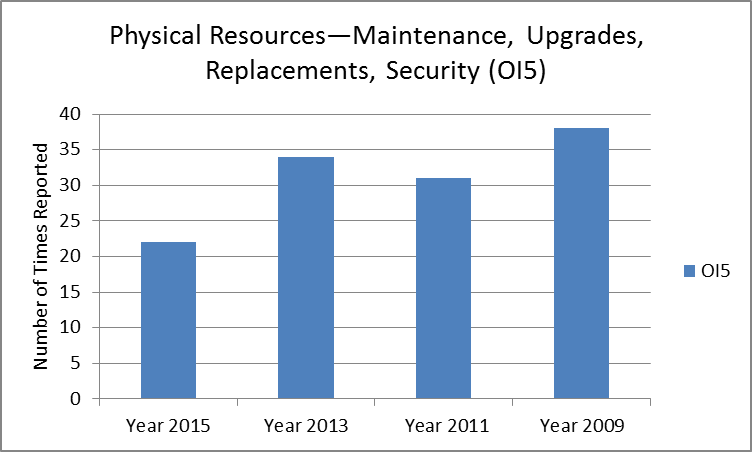 Physical Resources—Maintenance, Upgrades,
Replacements, Security (OI5)
Number of Times Reported
40
35
30
25
20
15
10
5
0
Year 2015
Year 2013
Year 2011
Year 2009
OI5